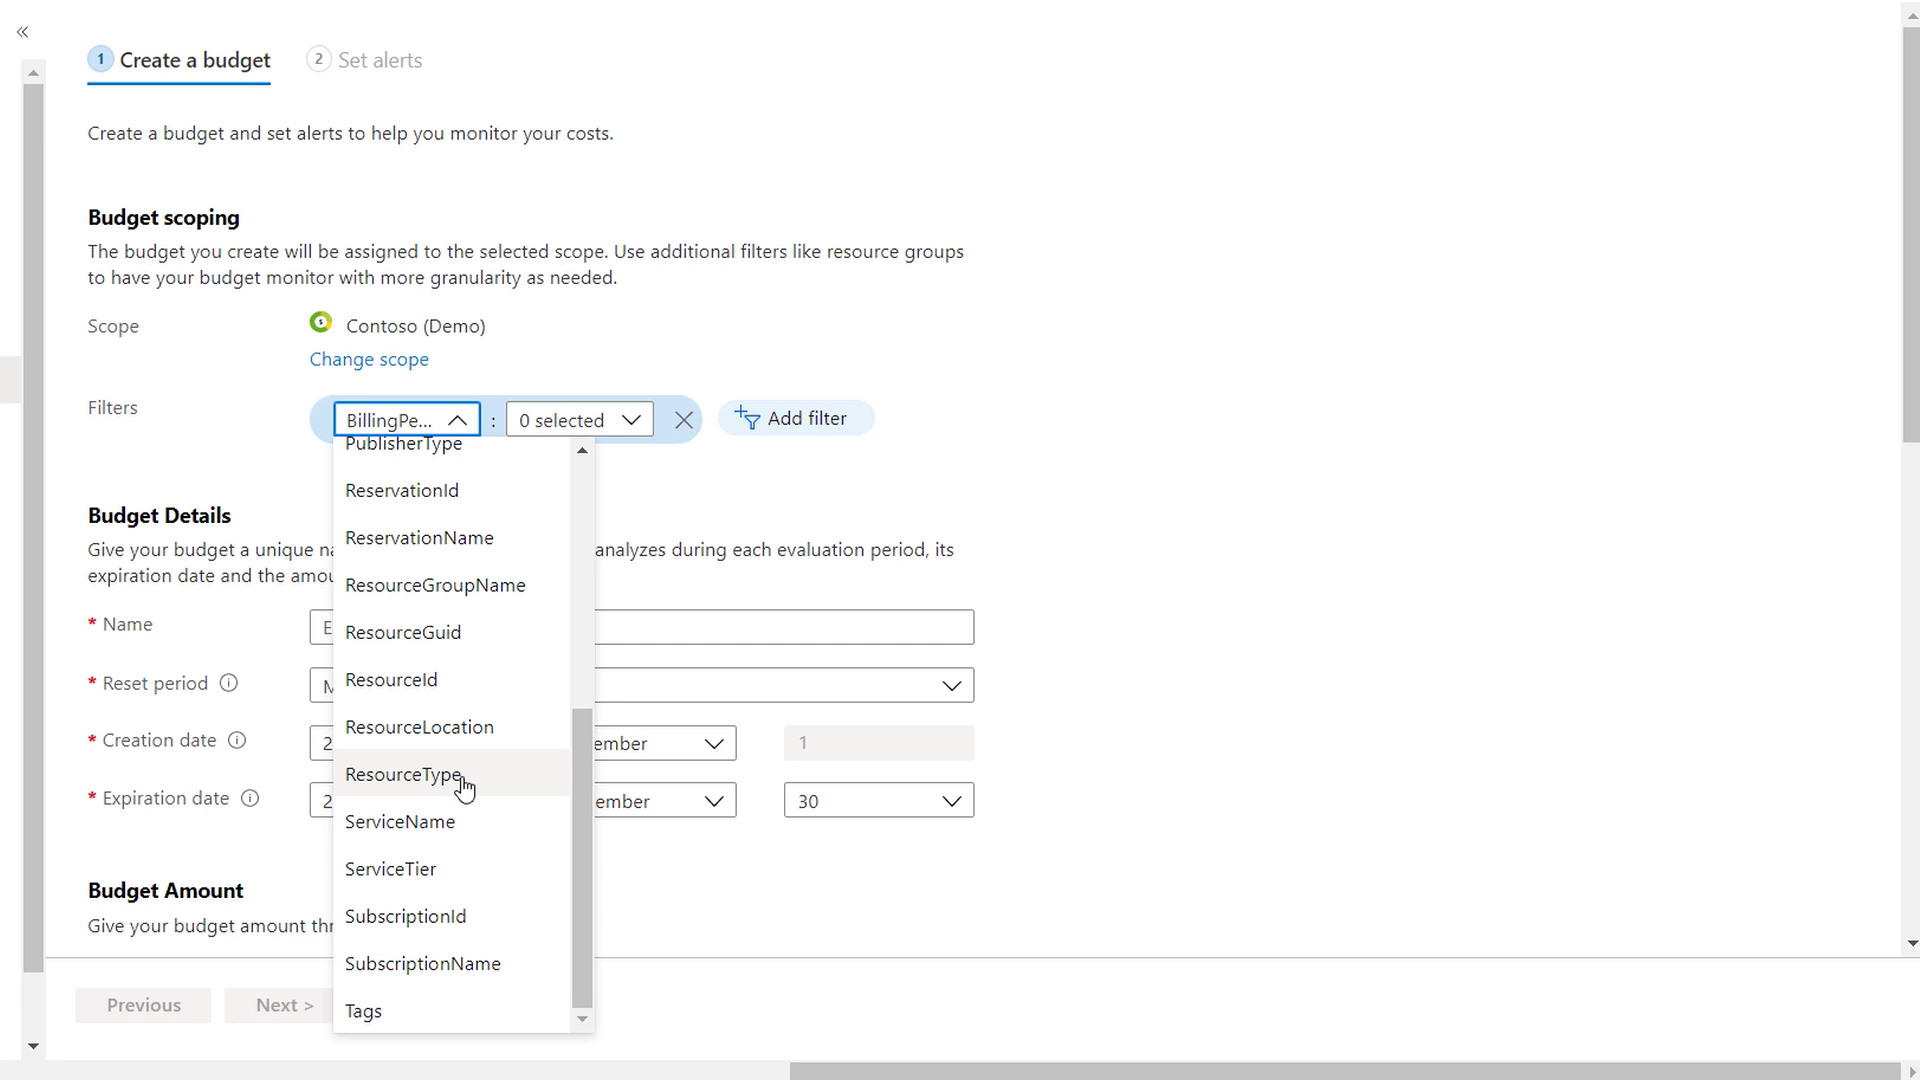 «
1 Create a budget
2 Set alerts
Create a budget and set alerts to help you monitor your costs.
Budget scoping
The budget you create will be assigned to the selected scope. Use additional filters like resource groups
to have your budget monitor with more granularity as needed.
Scope
Contoso (Demo)
Change scope
Filters
BillingPe... : 0 selected
Add filter
PublisherType
ReservationId
ReservationName
ResourceGroupName
ResourceGuid
ResourceId
ResourceLocation
ResourceType
ServiceName
ServiceTier
SubscriptionId
SubscriptionName
Tags
Budget Details
Give your budget a unique analyzes during each evaluation period, its
expiration date and the
* Name E
* Reset period M
* Creation date 2 ember 1
* Expiration date 2 ember 30
Budget Amount
Give your budget amount
Previous
Next >